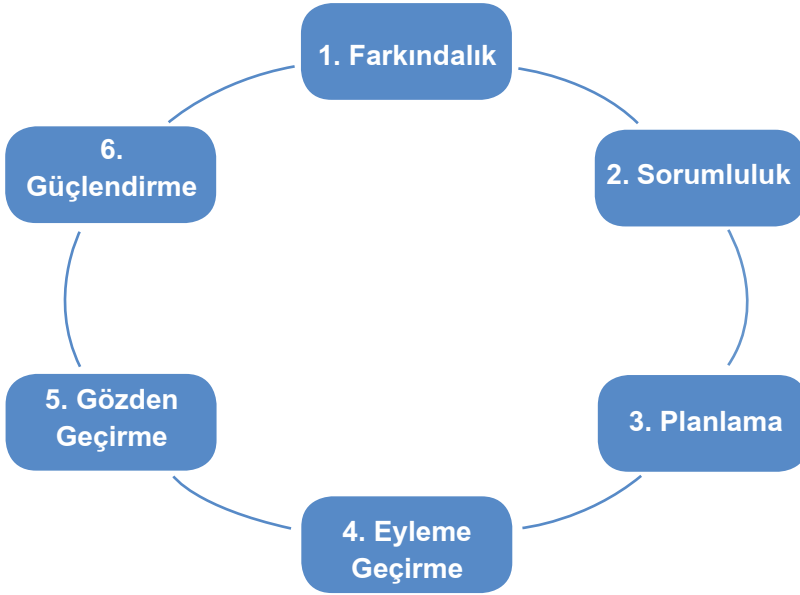 1. Farkındalık
2. Sorumluluk
3. Planlama
4. Eyleme
Geçirme
5. Gözden
Geçirme
6.
Güçlendirme